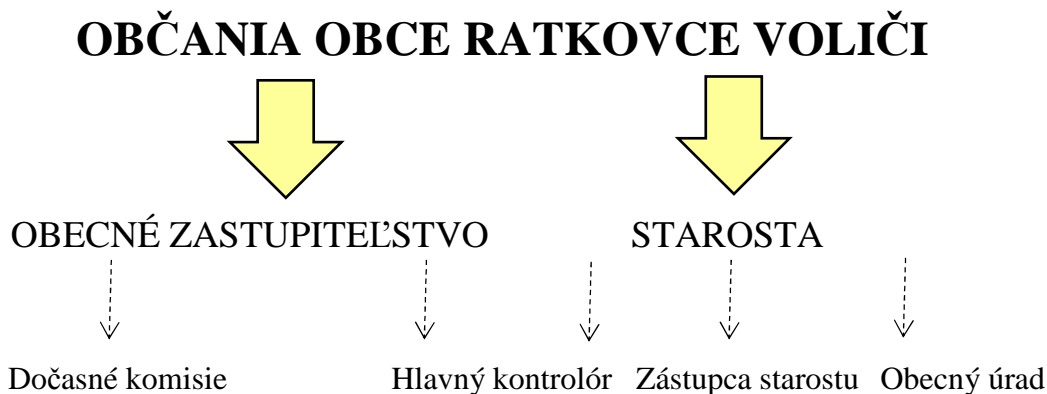 OBČANIA OBCE RATKOVCE VOLIČI
OBECNÉ ZASTUPITEĽSTVO STAROSTA
Dočasné komisie Hlavný kontrolór Zástupca starostu Obecný úrad